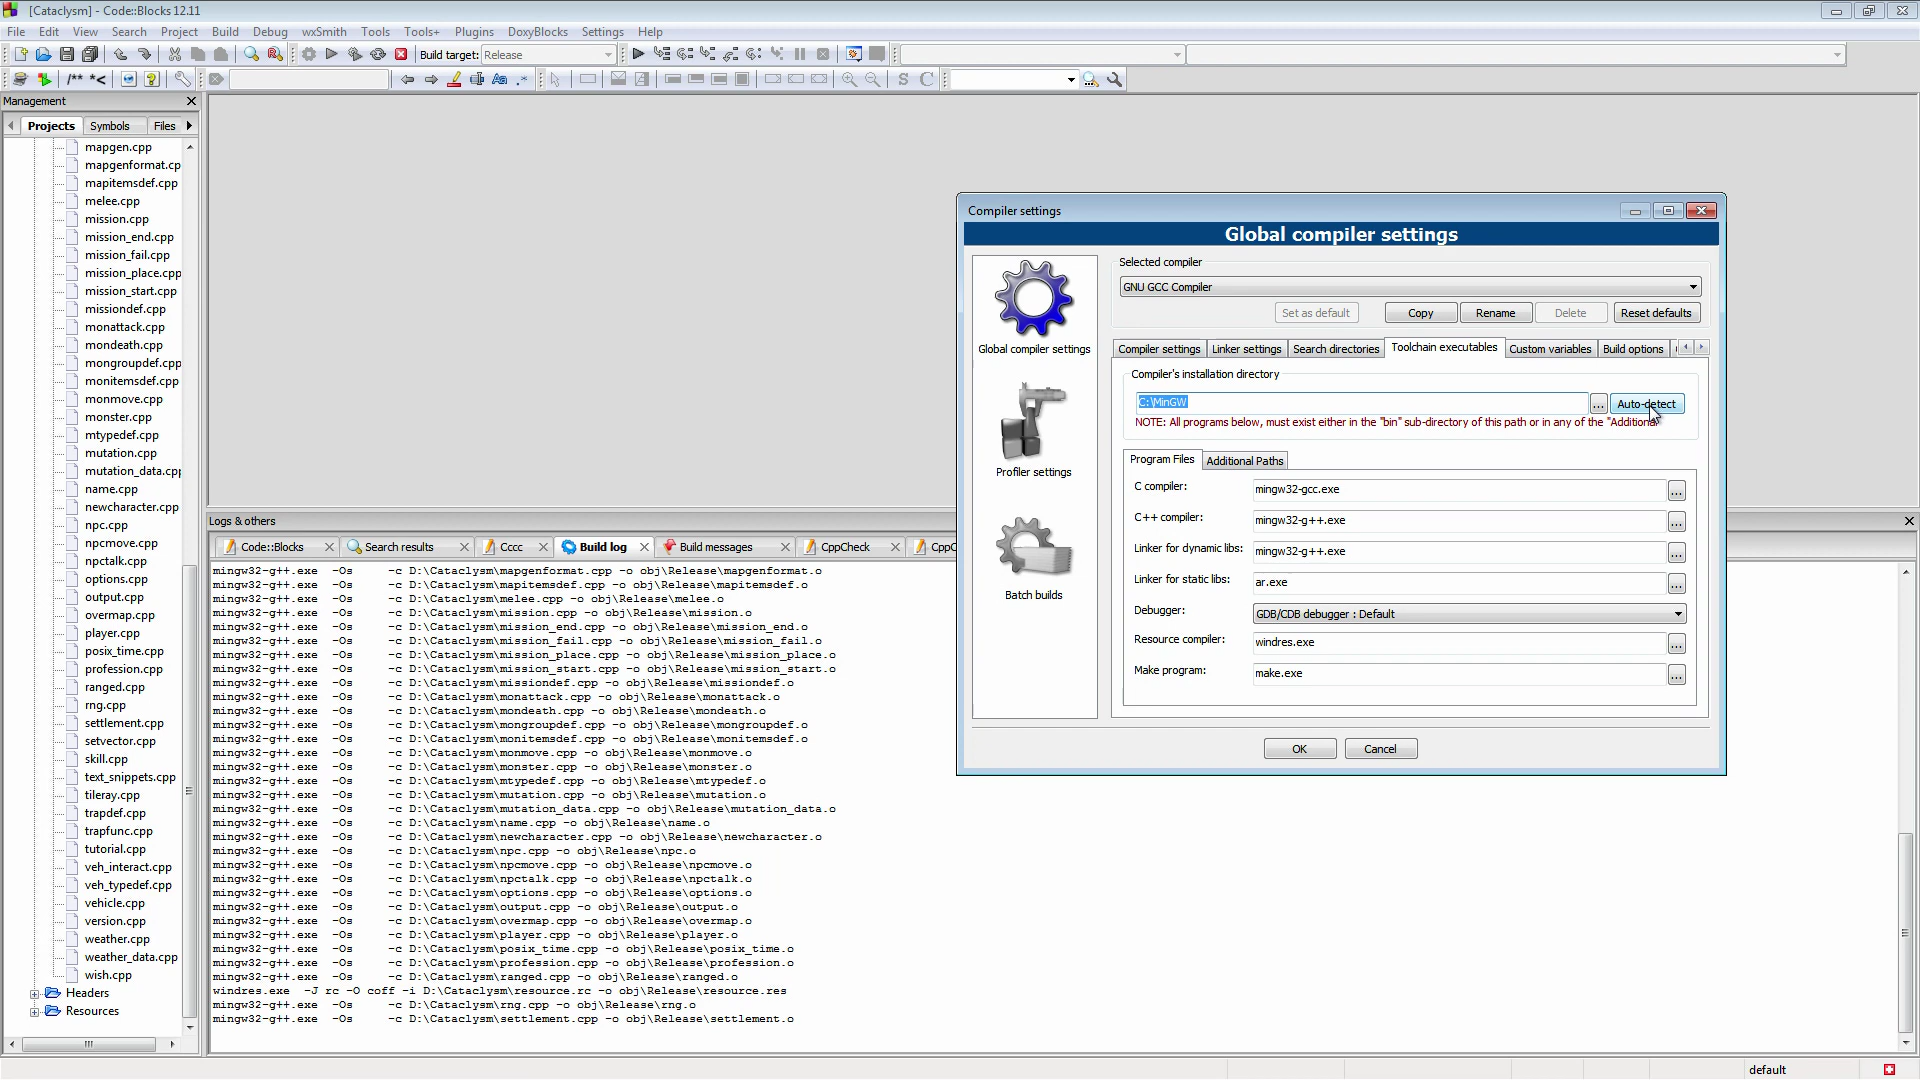 [Cataclysm] - Code::Blocks 12.11
File Edit View Search Project Build Debug wxSmith Tools Tools+ Plugins DoxyBlocks Settings Help
Build target: Release
/** *<
Aa .*
S C
Management
Projects Symbols Files
mapgen.cpp
mapgenformat.cp
mapitemsdef.cpp
melee.cpp
mission.cpp
mission_end.cpp
mission_fail.cpp
mission_place.cpp
mission_start.cpp
missiondef.cpp
monattack.cpp
mondeath.cpp
mongroupdef.cpp
monitemsdef.cpp
monmove.cpp
monster.cpp
mtypedef.cpp
mutation.cpp
mutation_data.cpp
name.cpp
newcharacter.cpp
npc.cpp
npcmove.cpp
npctalk.cpp
options.cpp
output.cpp
overmap.cpp
player.cpp
posix_time.cpp
profession.cpp
ranged.cpp
rng.cpp
settlement.cpp
setvector.cpp
skill.cpp
text_snippets.cpp
tileray.cpp
trapdef.cpp
trapfunc.cpp
tutorial.cpp
veh_interact.cpp
veh_typedef.cpp
vehicle.cpp
version.cpp
weather.cpp
weather_data.cpp
wish.cpp
Headers
Resources
Logs & others
Code::Blocks Search results Cccc Build log Build messages CppCheck CppC
mingw32-g++.exe -Os -c D:\Cataclysm\mapgenformat.cpp -o obj\Release\mapgenformat.o
mingw32-g++.exe -Os -c D:\Cataclysm\mapitemsdef.cpp -o obj\Release\mapitemsdef.o
mingw32-g++.exe -Os -c D:\Cataclysm\melee.cpp -o obj\Release\melee.o
mingw32-g++.exe -Os -c D:\Cataclysm\mission.cpp -o obj\Release\mission.o
mingw32-g++.exe -Os -c D:\Cataclysm\mission_end.cpp -o obj\Release\mission_end.o
mingw32-g++.exe -Os -c D:\Cataclysm\mission_fail.cpp -o obj\Release\mission_fail.o
mingw32-g++.exe -Os -c D:\Cataclysm\mission_place.cpp -o obj\Release\mission_place.o
mingw32-g++.exe -Os -c D:\Cataclysm\mission_start.cpp -o obj\Release\mission_start.o
mingw32-g++.exe -Os -c D:\Cataclysm\missiondef.cpp -o obj\Release\missiondef.o
mingw32-g++.exe -Os -c D:\Cataclysm\monattack.cpp -o obj\Release\monattack.o
mingw32-g++.exe -Os -c D:\Cataclysm\mondeath.cpp -o obj\Release\mondeath.o
mingw32-g++.exe -Os -c D:\Cataclysm\mongroupdef.cpp -o obj\Release\mongroupdef.o
mingw32-g++.exe -Os -c D:\Cataclysm\monitemsdef.cpp -o obj\Release\monitemsdef.o
mingw32-g++.exe -Os -c D:\Cataclysm\monmove.cpp -o obj\Release\monmove.o
mingw32-g++.exe -Os -c D:\Cataclysm\monster.cpp -o obj\Release\monster.o
mingw32-g++.exe -Os -c D:\Cataclysm\mtypedef.cpp -o obj\Release\mtypedef.o
mingw32-g++.exe -Os -c D:\Cataclysm\mutation.cpp -o obj\Release\mutation.o
mingw32-g++.exe -Os -c D:\Cataclysm\mutation_data.cpp -o obj\Release\mutation_data.o
mingw32-g++.exe -Os -c D:\Cataclysm\name.cpp -o obj\Release\name.o
mingw32-g++.exe -Os -c D:\Cataclysm\newcharacter.cpp -o obj\Release\newcharacter.o
mingw32-g++.exe -Os -c D:\Cataclysm\npc.cpp -o obj\Release\npc.o
mingw32-g++.exe -Os -c D:\Cataclysm\npcmove.cpp -o obj\Release\npcmove.o
mingw32-g++.exe -Os -c D:\Cataclysm\npctalk.cpp -o obj\Release\npctalk.o
mingw32-g++.exe -Os -c D:\Cataclysm\options.cpp -o obj\Release\options.o
mingw32-g++.exe -Os -c D:\Cataclysm\output.cpp -o obj\Release\output.o
mingw32-g++.exe -Os -c D:\Cataclysm\overmap.cpp -o obj\Release\overmap.o
mingw32-g++.exe -Os -c D:\Cataclysm\player.cpp -o obj\Release\player.o
mingw32-g++.exe -Os -c D:\Cataclysm\posix_time.cpp -o obj\Release\posix_time.o
mingw32-g++.exe -Os -c D:\Cataclysm\profession.cpp -o obj\Release\profession.o
mingw32-g++.exe -Os -c D:\Cataclysm\ranged.cpp -o obj\Release\ranged.o
windres.exe -J rc -O coff -i D:\Cataclysm\resource.rc -o obj\Release\resource.res
mingw32-g++.exe -Os -c D:\Cataclysm\rng.cpp -o obj\Release\rng.o
mingw32-g++.exe -Os -c D:\Cataclysm\settlement.cpp -o obj\Release\settlement.o
Compiler settings
Global compiler settings
Global compiler settings
Profiler settings
Batch builds
Selected compiler
GNU GCC Compiler
Set as default Copy Rename Delete Reset defaults
Compiler settings Linker settings Search directories Toolchain executables Custom variables Build options
Compiler's installation directory
C:\MinGW ... Auto-detect
NOTE: All programs below, must exist either in the "bin" sub-directory of this path or in any of the "Additional
Program Files Additional Paths
C compiler: mingw32-gcc.exe ...
C++ compiler: mingw32-g++.exe ...
Linker for dynamic libs: mingw32-g++.exe ...
Linker for static libs: ar.exe ...
Debugger: GDB/CDB debugger : Default
Resource compiler: windres.exe ...
Make program: make.exe ...
OK Cancel
default